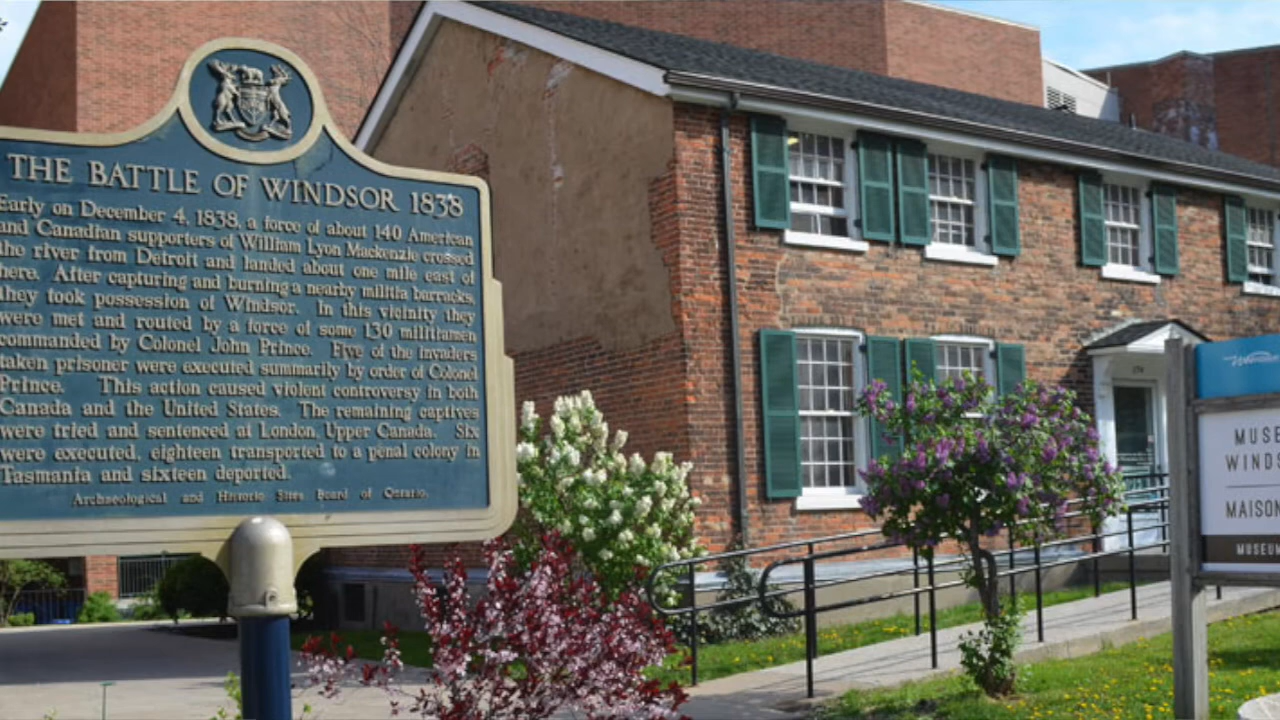 THE BATTLE OF WINDSOR 1838
Early on December 4, 1838, a force of about 140 American
and Canadian supporters of William Lyon Mackenzie crossed
the river from Detroit and landed about one mile east of
here. After capturing and burning a nearby militia barracks,
they took possession of Windsor. In this vicinity they
were met and routed by a force of some 130 militiamen
commanded by Colonel John Prince. Five of the invaders
taken prisoner were executed summarily by order of Colonel
Prince. This action caused violent controversy in both
Canada and the United States. The remaining captives
were tried and sentenced at London, Upper Canada. Six
were executed, eighteen transported to a penal colony in
Tasmania and sixteen deported.
Archaeological and Historic Sites Board of Ontario.
MUSE
WINDS
MAISON
MUSEUM